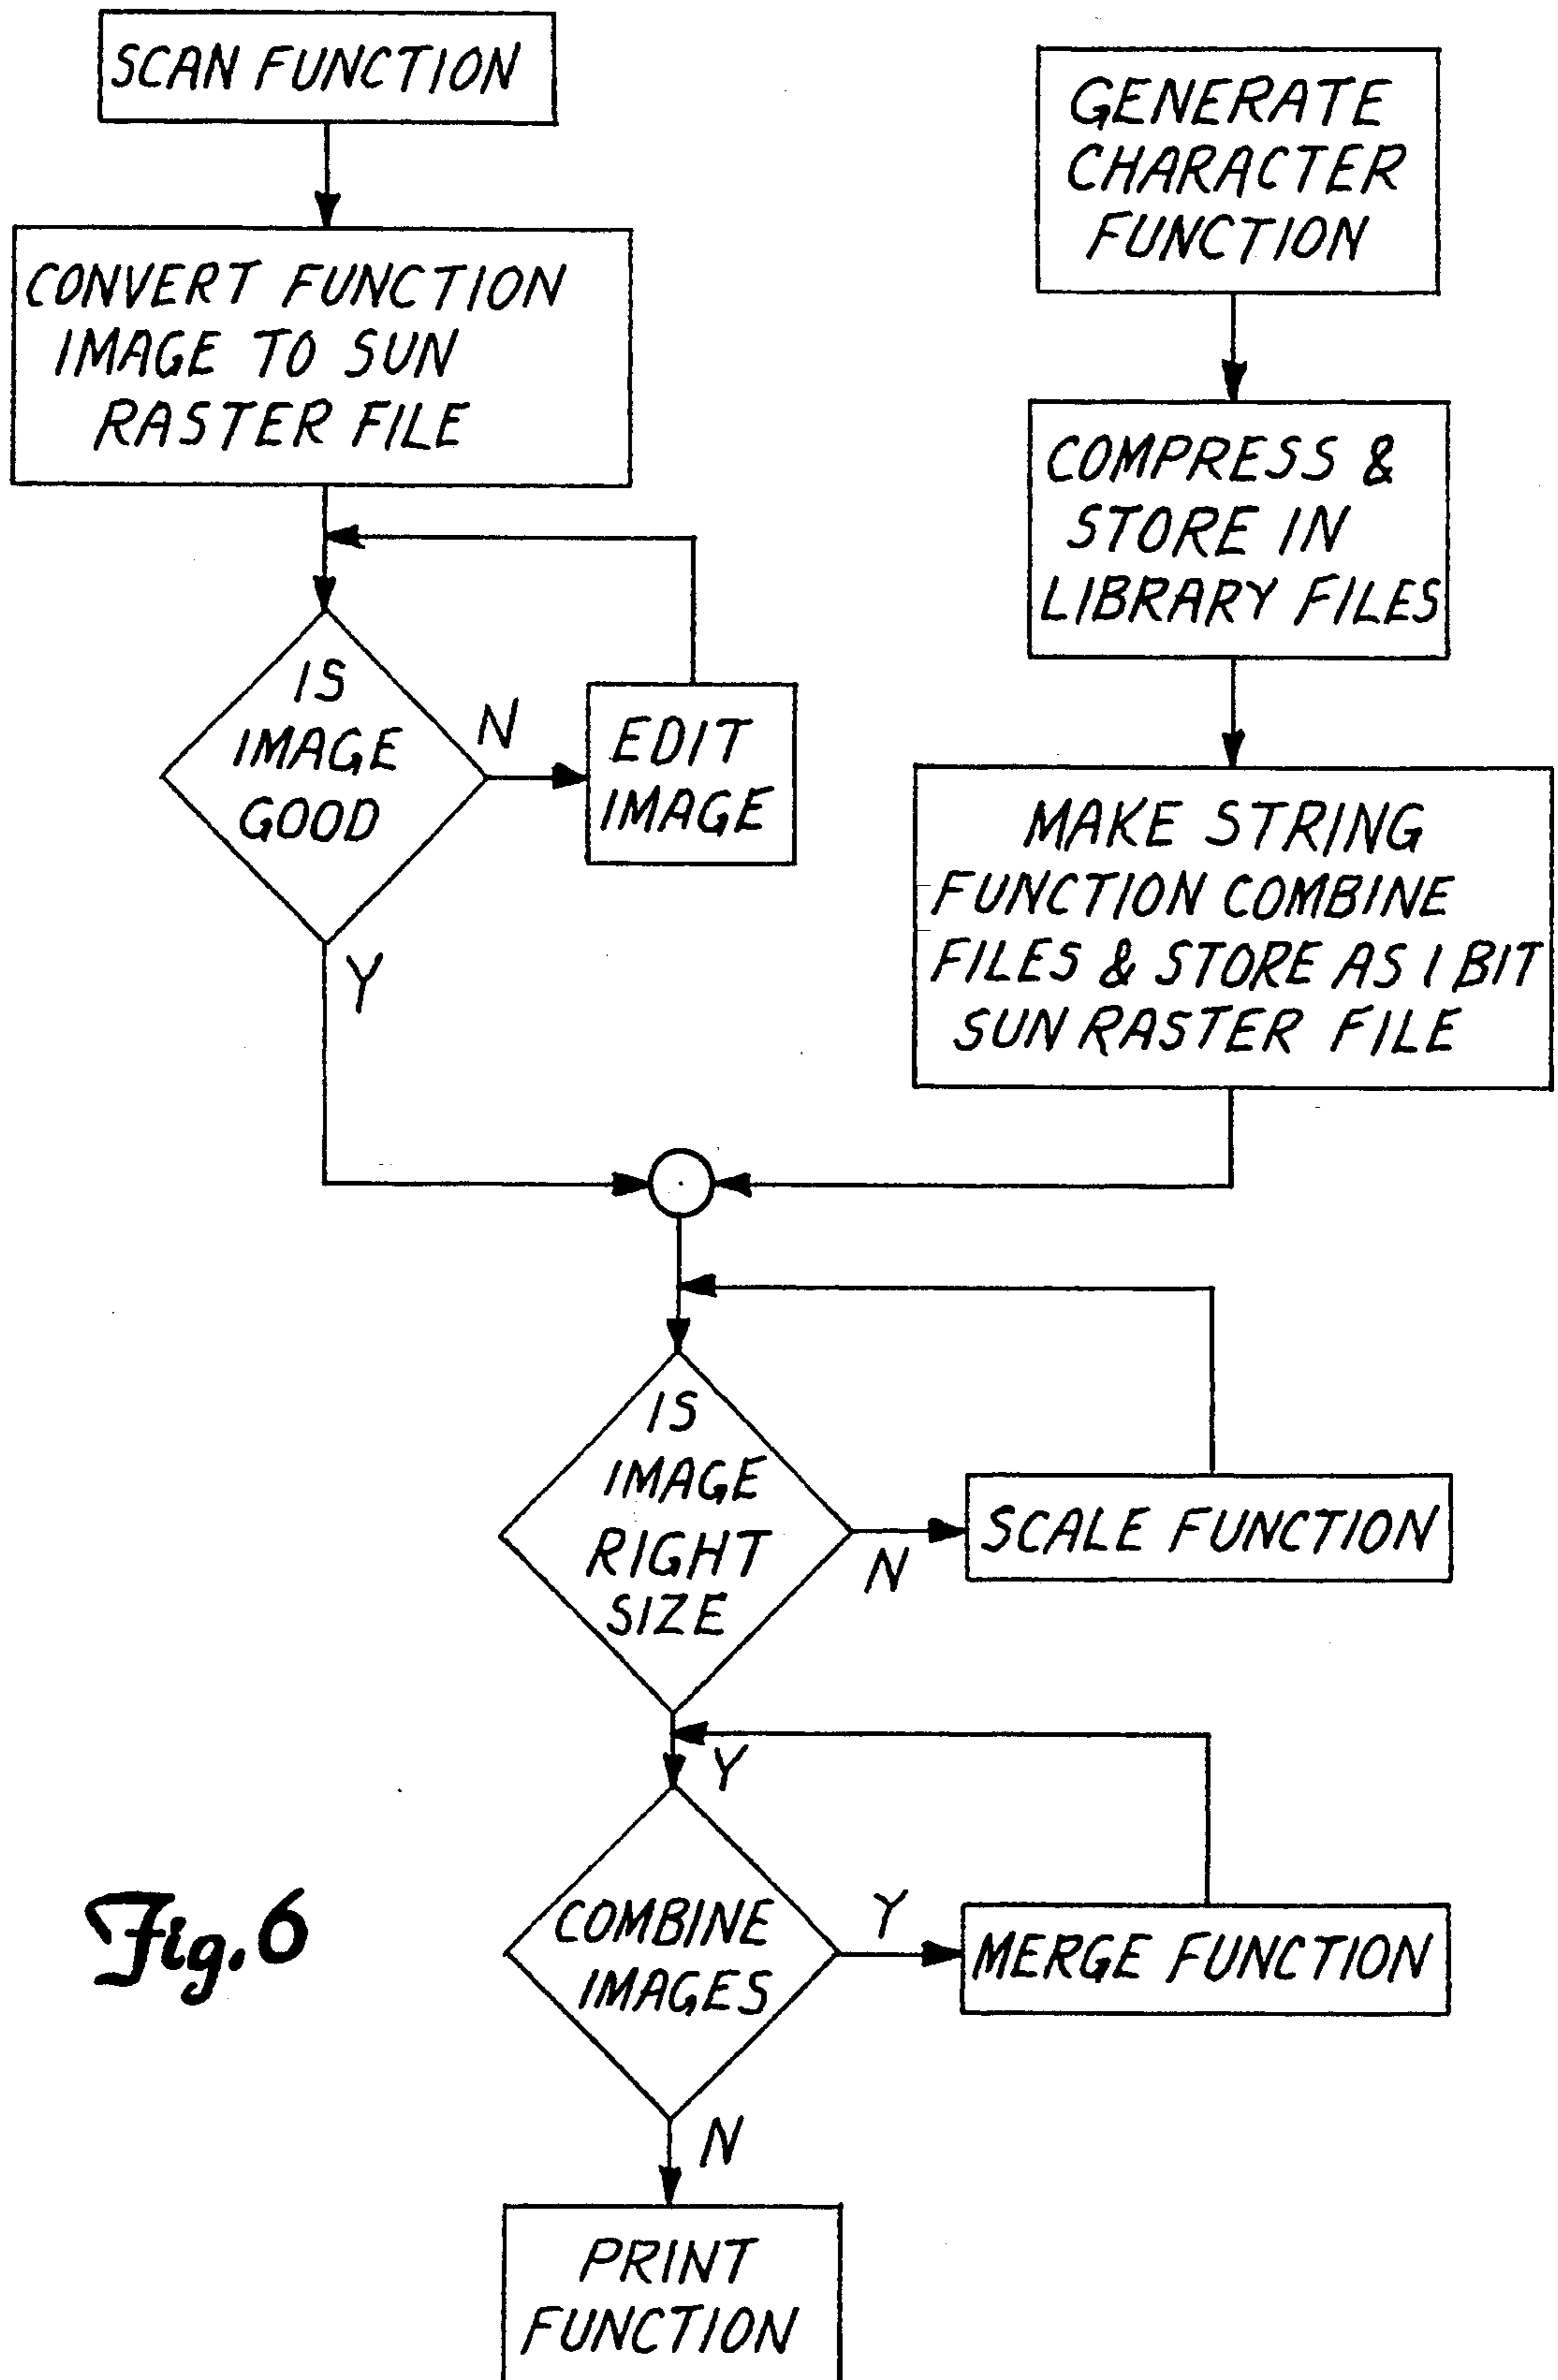 SCAN FUNCTION
CONVERT FUNCTION
IMAGE TO SUN
RASTER FILE
IS
IMAGE
GOOD
N
EDIT
IMAGE
Y
GENERATE
CHARACTER
FUNCTION
COMPRESS &
STORE IN
LIBRARY FILES
MAKE STRING
FUNCTION COMBINE
FILES & STORE AS 1 BIT
SUN RASTER FILE
IS
IMAGE
RIGHT
SIZE
N
SCALE FUNCTION
Y
COMBINE
IMAGES
Y
MERGE FUNCTION
N
PRINT
FUNCTION
Fig. 6